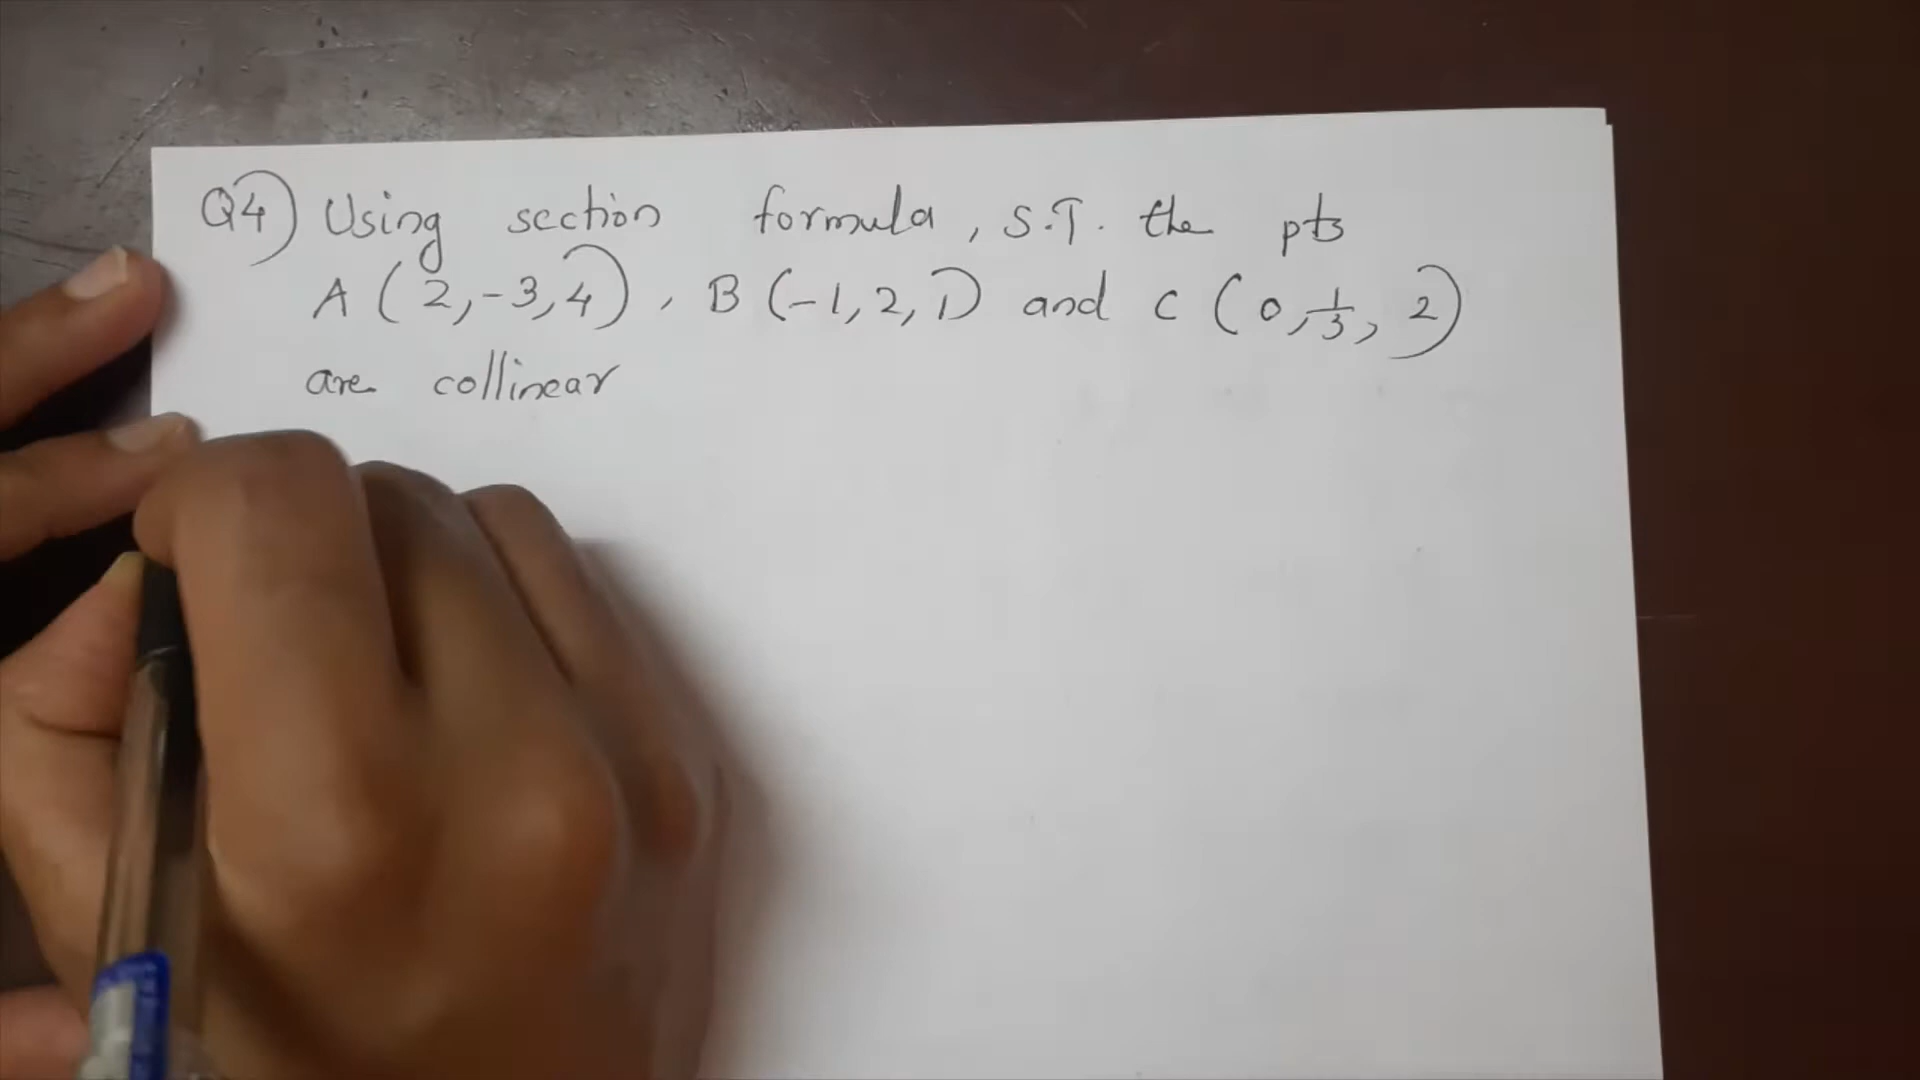 Q4) Using section formula, S.T. the pts
A (2,-3,4), B (-1,2,1) and C (0,1/3, 2)
are collinear